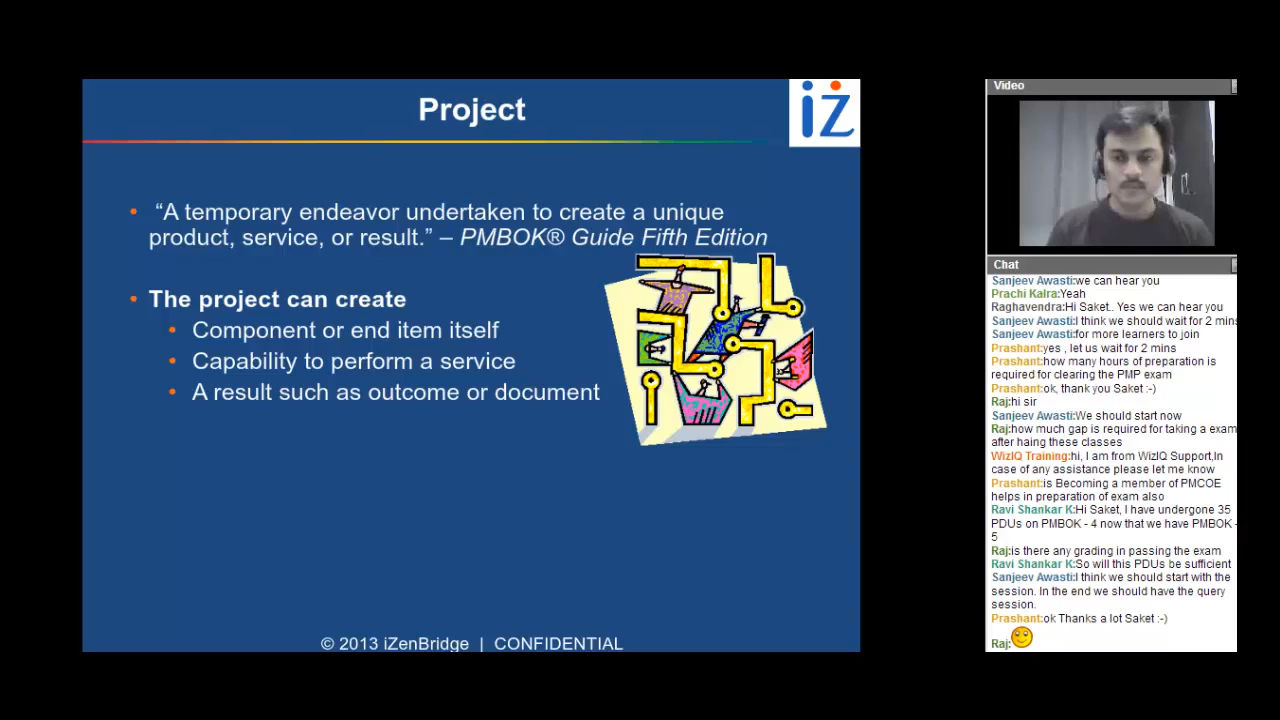 Project
iz
“A temporary endeavor undertaken to create a unique
product, service, or result.” – PMBOK® Guide Fifth Edition
The project can create
Component or end item itself
Capability to perform a service
A result such as outcome or document
© 2013 iZenBridge | CONFIDENTIAL
Video
Chat
Sanjeev Awasti:we can hear you
Prachi Kalra:Yeah
Raghavendra:Hi Saket.. Yes we can hear you
Sanjeev Awasti:I think we should wait for 2 mins
Sanjeev Awasti:for more learners to join
Prashant:yes , let us wait for 2 mins
Prashant:how many hours of preparation is
required for clearing the PMP exam
Prashant:ok, thank you Saket :-)
Raj:hi sir
Sanjeev Awasti:We should start now
Raj:how much gap is required for taking a exam
after haing these classes
WizIQ Training:hi, I am from WizIQ Support,In
case of any assistance please let me know
Prashant:is Becoming a member of PMCOE
helps in preparation of exam also
Ravi Shankar K:Hi Saket, I have undergone 35
PDUs on PMBOK - 4 now that we have PMBOK -
5
Raj:is there any grading in passing the exam
Ravi Shankar K:So will this PDUs be sufficient
Sanjeev Awasti:I think we should start with the
session. In the end we should have the query
session.
Prashant:ok Thanks a lot Saket :-)
Raj: